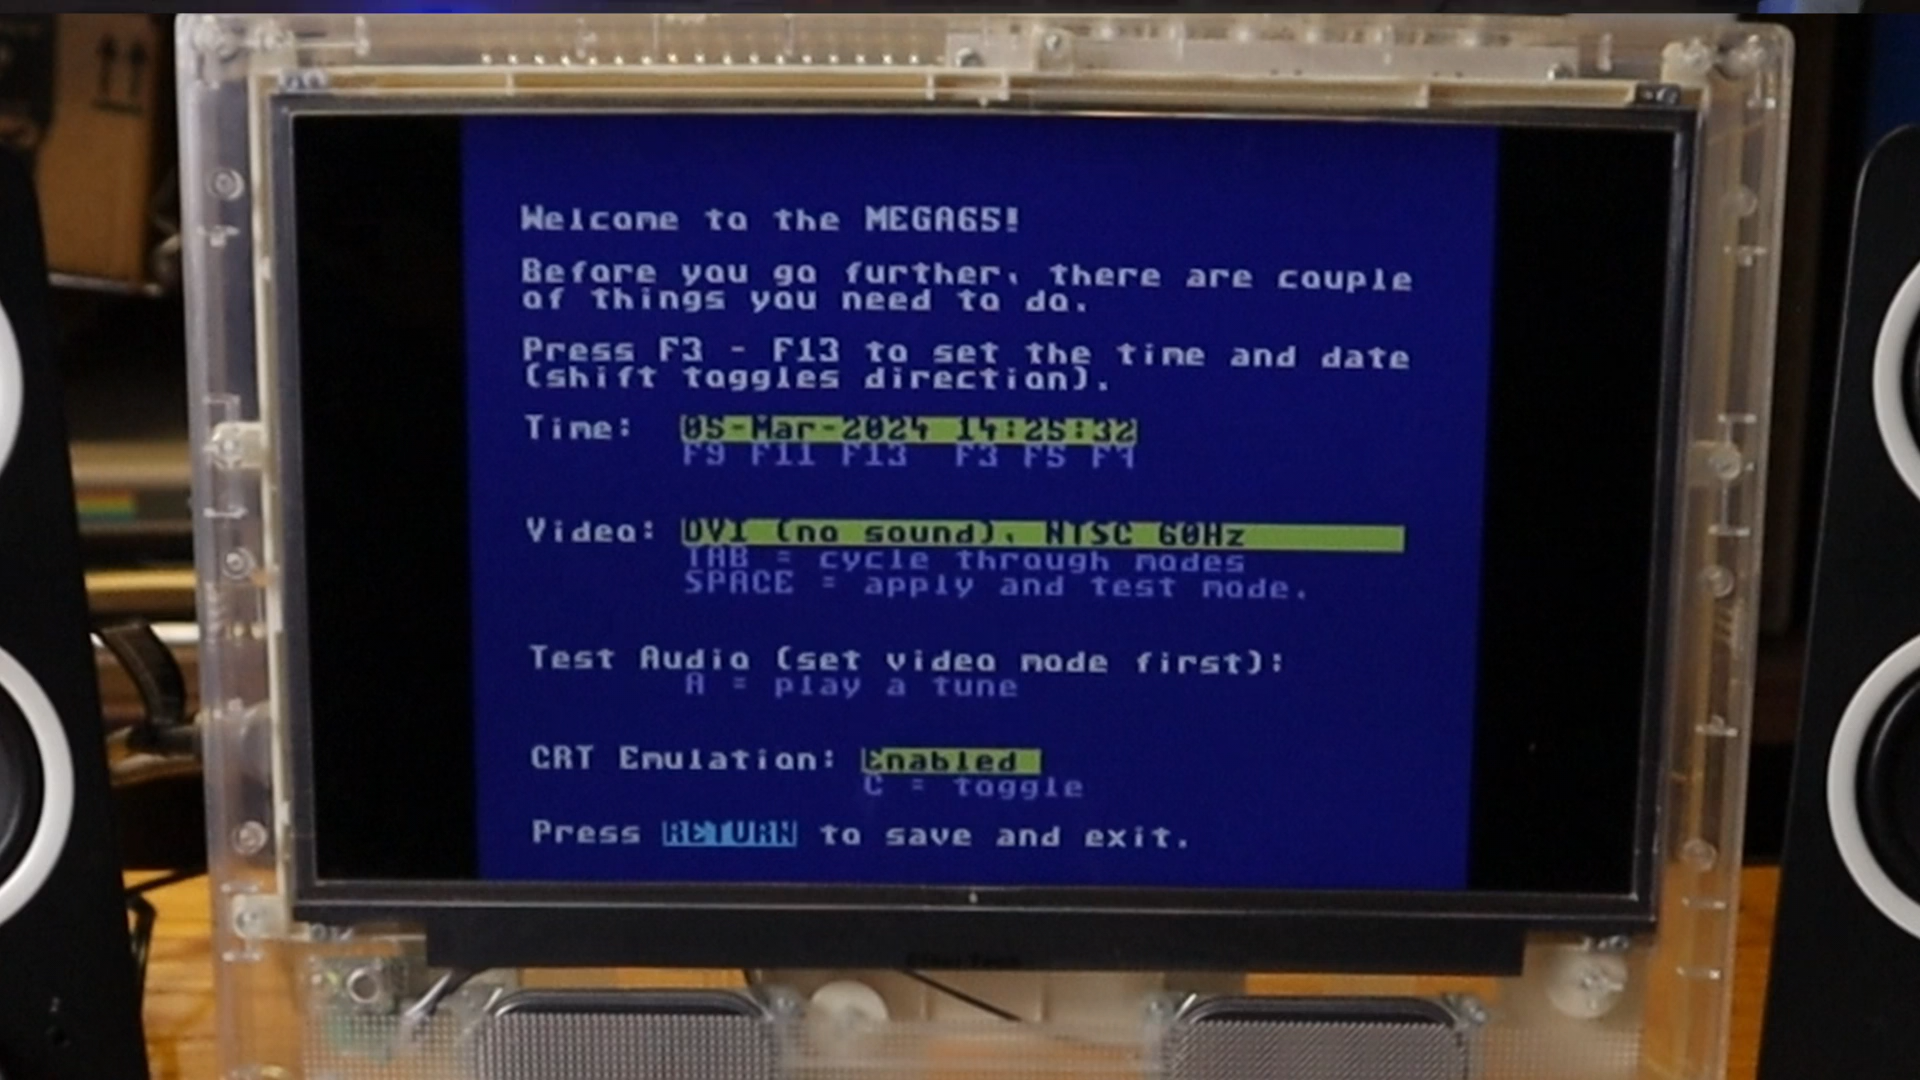 Welcome to the MEGA65!
Before you go further, there are couple
of things you need to do.
Press F3 - F13 to set the time and date
(shift toggles direction).
Time: 05-Mar-2024 14:25:32
F9 F11 F13 F3 F5 F7
Video: DVI (no sound), NTSC 60Hz
TAB = cycle through modes
SPACE = apply and test mode.
Test Audio (set video mode first):
A = play a tune
CRT Emulation: Enabled
C = toggle
Press RETURN to save and exit.